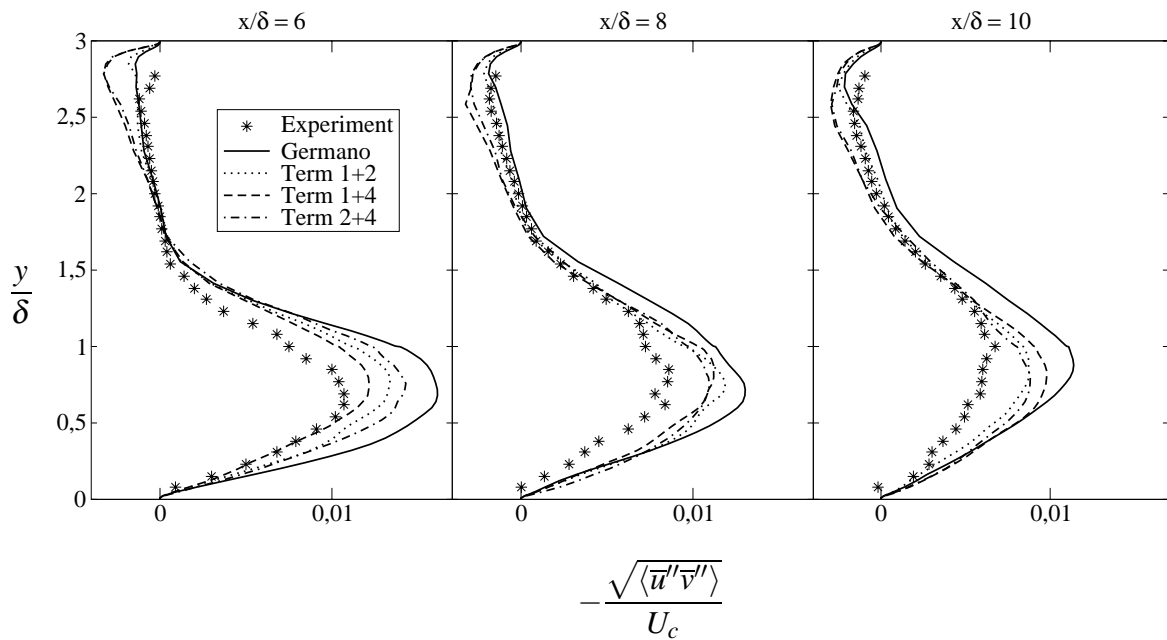 x/δ = 6 x/δ = 8 x/δ = 10
3
2,5
2
1,5
1
0,5
0
y/δ
Experiment
Germano
Term 1+2
Term 1+4
Term 2+4
0 0,01 0 0,01 0 0,01
−√⟨u̅″v̅″⟩
U_c